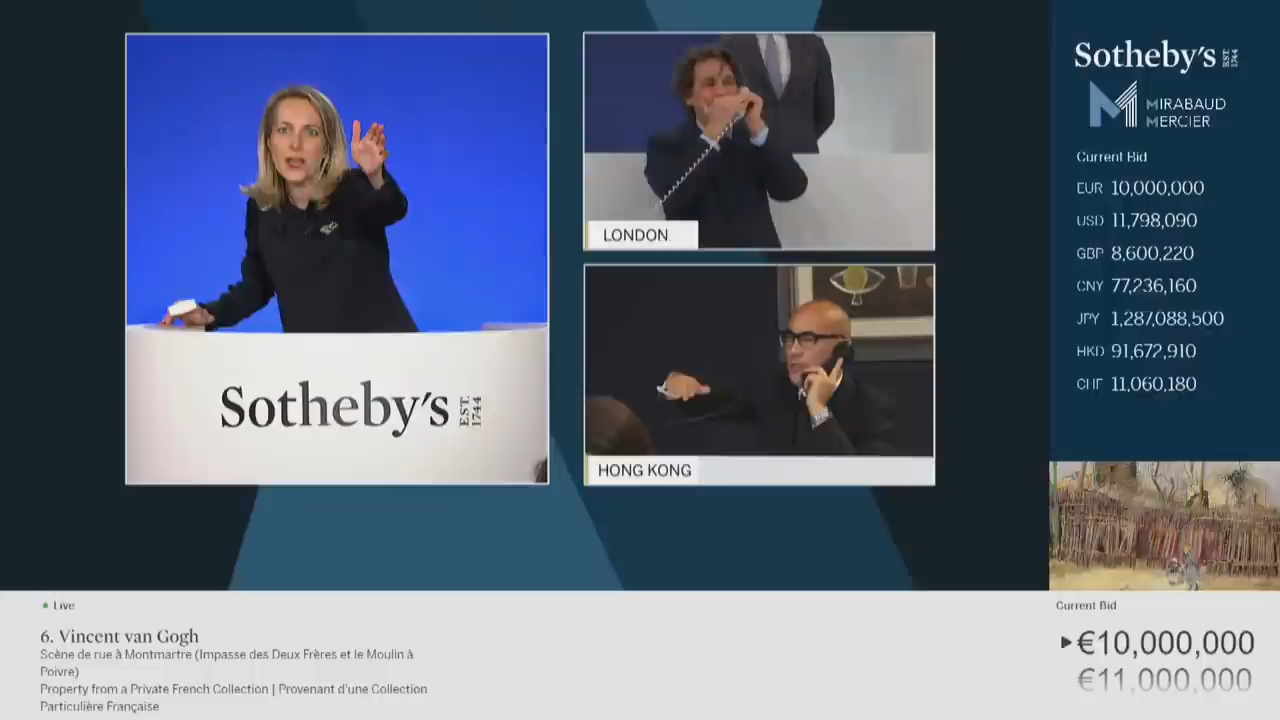 Sotheby's EST. 1744
LONDON
HONG KONG
Sotheby's EST. 1744
MIRABAUD
MERCIER
Current Bid
EUR 10,000,000
USD 11,798,090
GBP 8,600,220
CNY 77,236,160
JPY 1,287,088,500
HKD 91,672,910
CHF 11,060,180
Live
6. Vincent van Gogh
Scène de rue à Montmartre (Impasse des Deux Frères et le Moulin à
Poivre)
Property from a Private French Collection | Provenant d'une Collection
Particulière Française
Current Bid
€10,000,000
€11,000,000